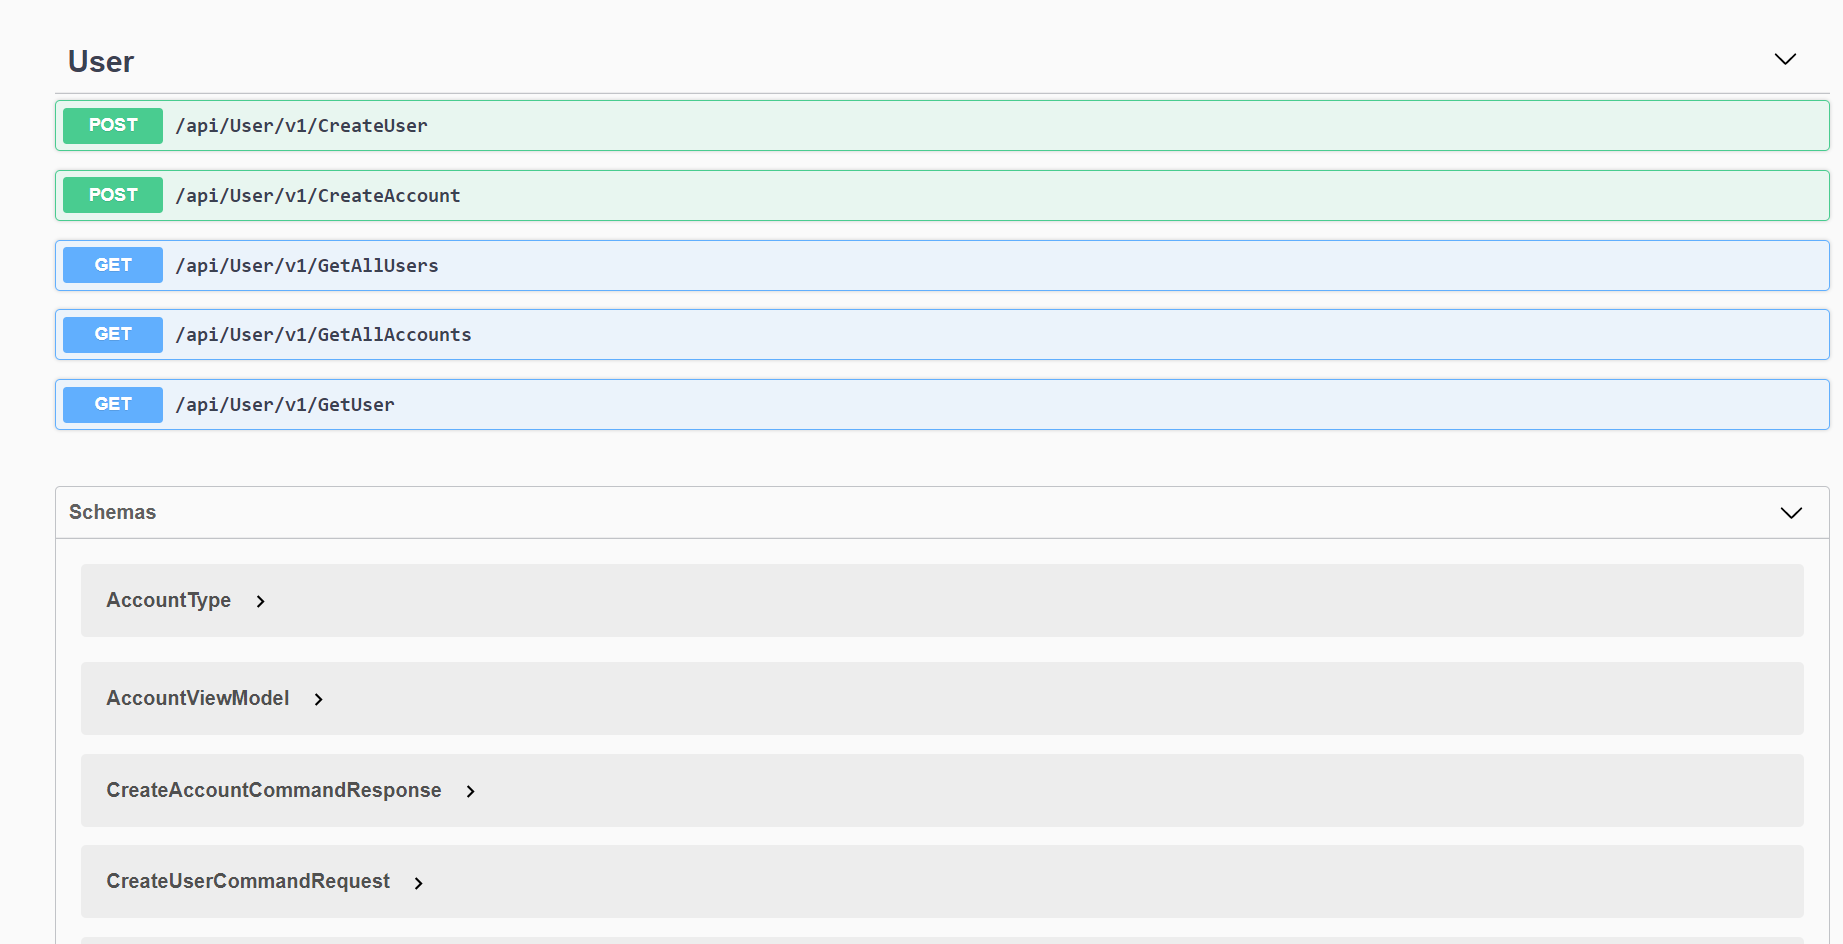 User
POST /api/User/v1/CreateUser
POST /api/User/v1/CreateAccount
GET /api/User/v1/GetAllUsers
GET /api/User/v1/GetAllAccounts
GET /api/User/v1/GetUser
Schemas
AccountType
AccountViewModel
CreateAccountCommandResponse
CreateUserCommandRequest